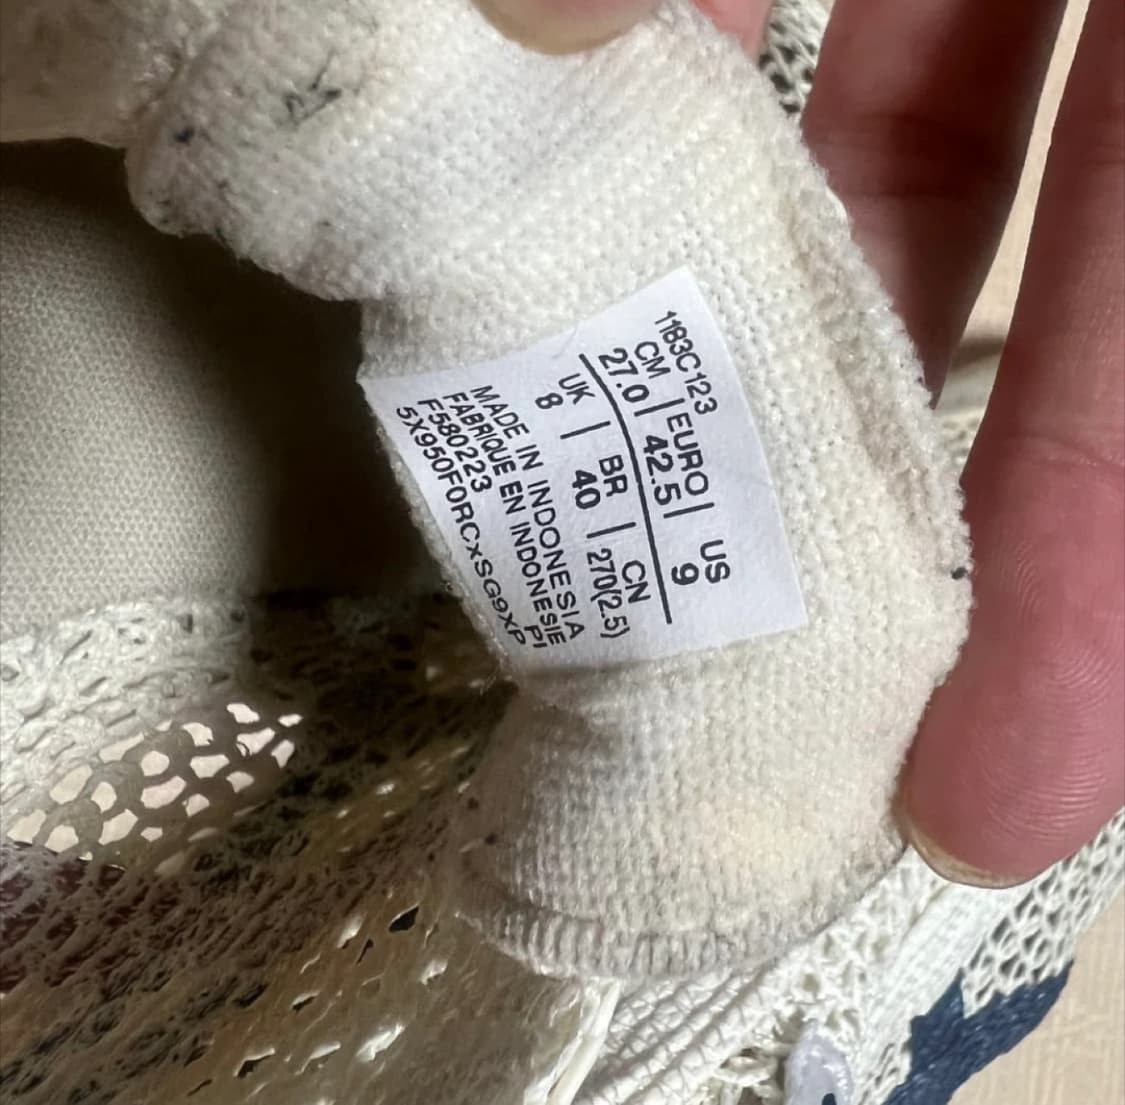 1183C123
CM | EURO | US
27.0 | 42.5 | 9
UK | BR | CN
8 | 40 | 270(2.5)
MADE IN INDONESIA
FABRIQUE EN INDONESIE
F580223 PI
5X950F0RCxSG9XP